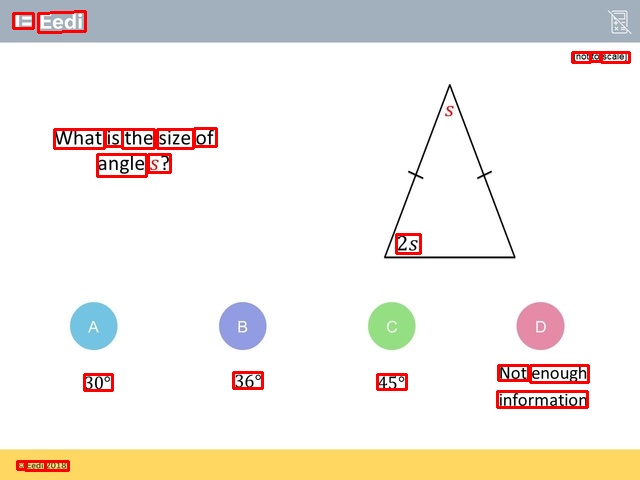 Eedi
[not to scale]
What is the size of
angle s?
s
2s
A
B
C
D
30°
36°
45°
Not enough
information
© Eedi 2018